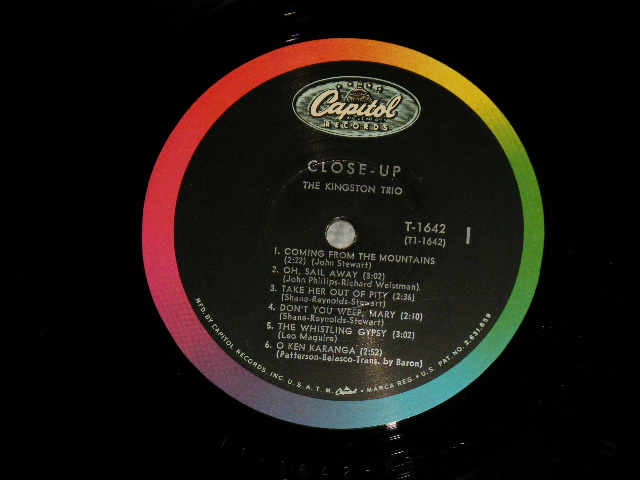 Capitol
RECORDS
CLOSE-UP
THE KINGSTON TRIO
T-1642
(T1-1642)
1
1. COMING FROM THE MOUNTAINS
(2:22) (John Stewart)
2. OH, SAIL AWAY (3:02)
(John Phillips-Richard Weissman)
3. TAKE HER OUT OF PITY (2:36)
(Shane-Reynolds-Stewart)
4. DON'T YOU WEEP, MARY (2:10)
(Shane-Reynolds-Stewart)
5. THE WHISTLING GYPSY (3:02)
(Leo Maguire)
6. O KEN KARANGA (2:52)
(Patterson-Belasco-Trans. by Baron)
MFD. BY CAPITOL RECORDS, INC. U.S.A. T.M. Capitol • MARCA REG. • U.S. PAT. NO. 2,631,859